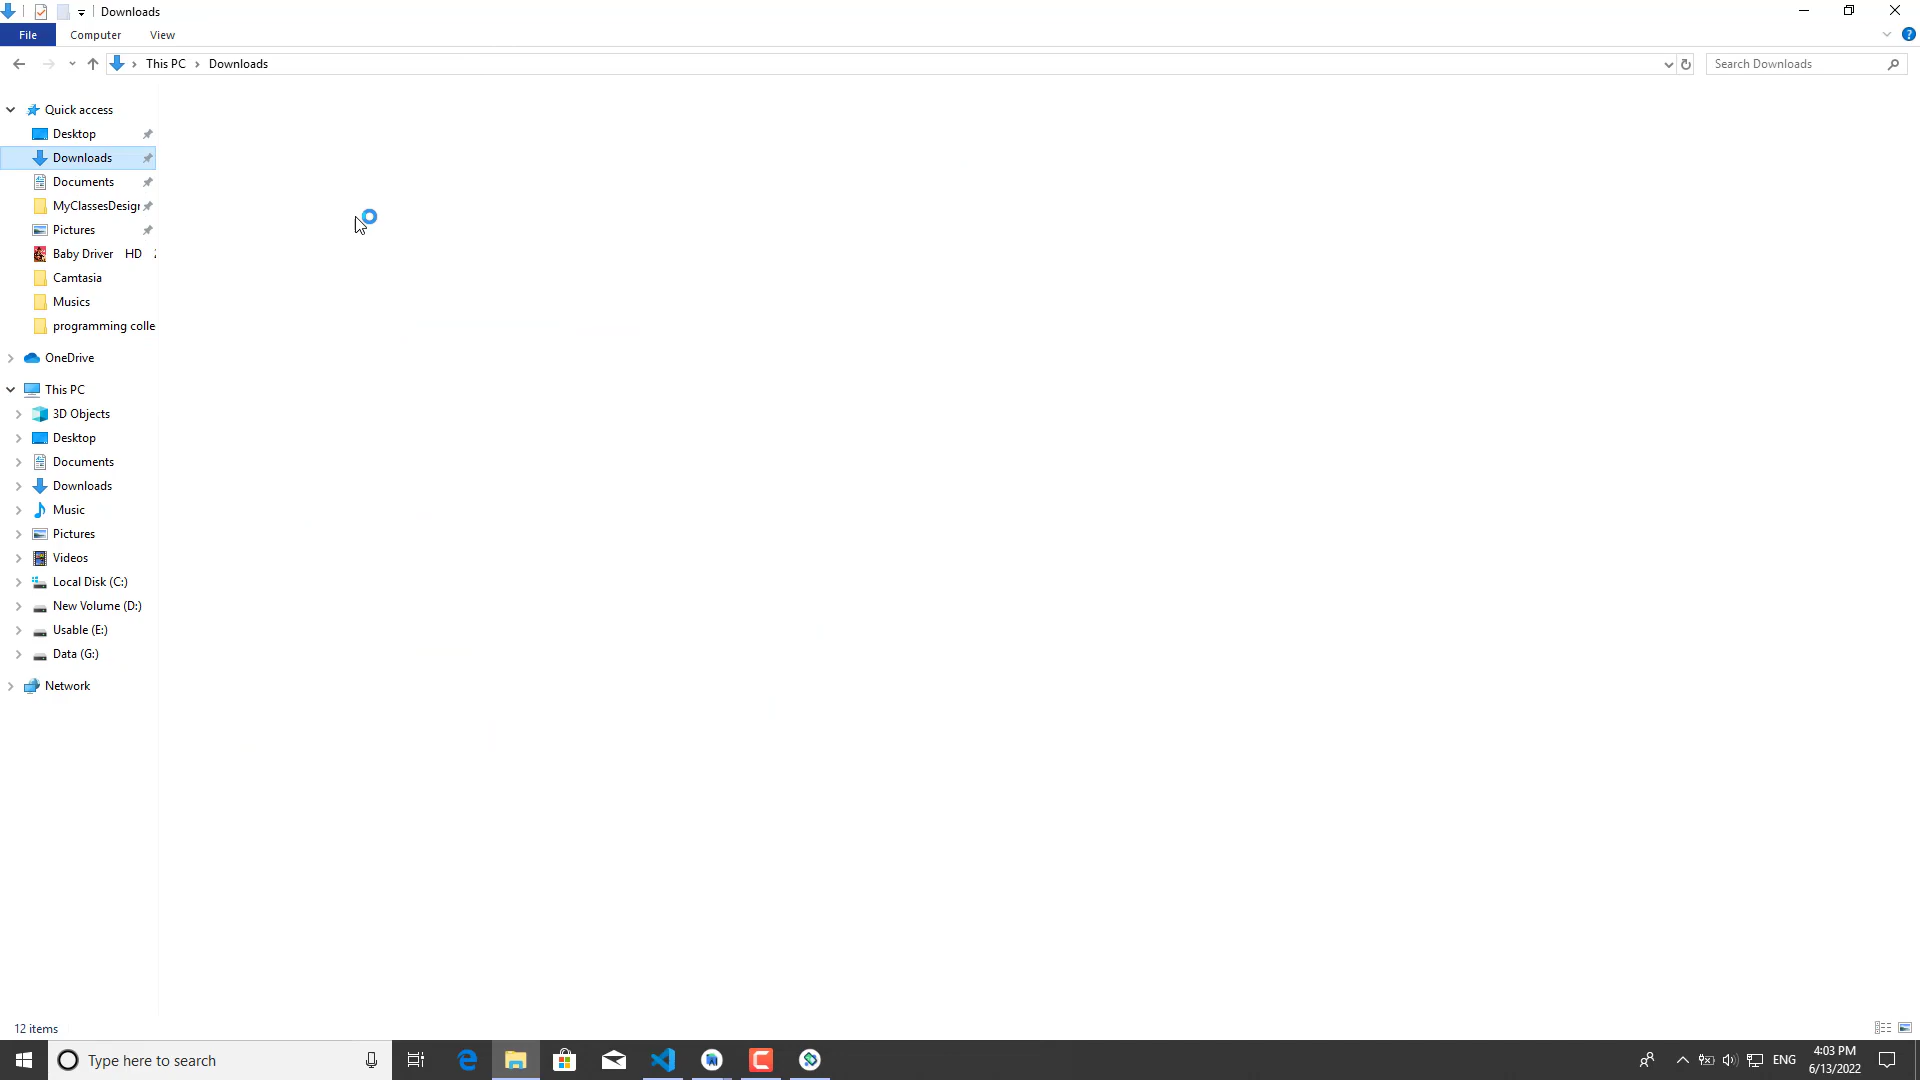 Downloads
File Computer View
This PC Downloads
Search Downloads
Quick access
Desktop
Downloads
Documents
MyClassesDesigr
Pictures
Baby Driver HD
Camtasia
Musics
programming colle
OneDrive
This PC
3D Objects
Desktop
Documents
Downloads
Music
Pictures
Videos
Local Disk (C:)
New Volume (D:)
Usable (E:)
Data (G:)
Network
12 items
Type here to search
ENG
4:03 PM
6/13/2022